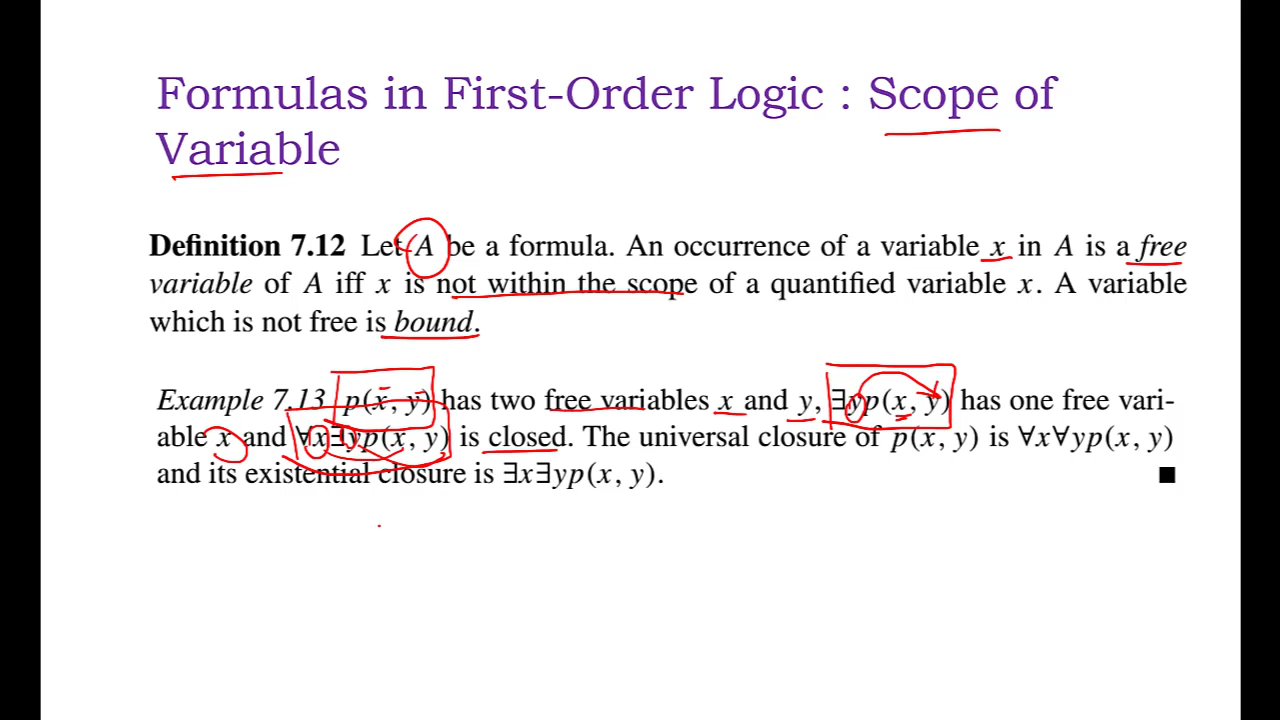 Formulas in First-Order Logic : Scope of
Variable
Definition 7.12 Let A be a formula. An occurrence of a variable x in A is a free
variable of A iff x is not within the scope of a quantified variable x. A variable
which is not free is bound.
Example 7.13 p(x, y) has two free variables x and y, ∃yp(x, y) has one free vari-
able x and ∀x∃yp(x, y) is closed. The universal closure of p(x, y) is ∀x∀yp(x, y)
and its existential closure is ∃x∃yp(x, y). ■